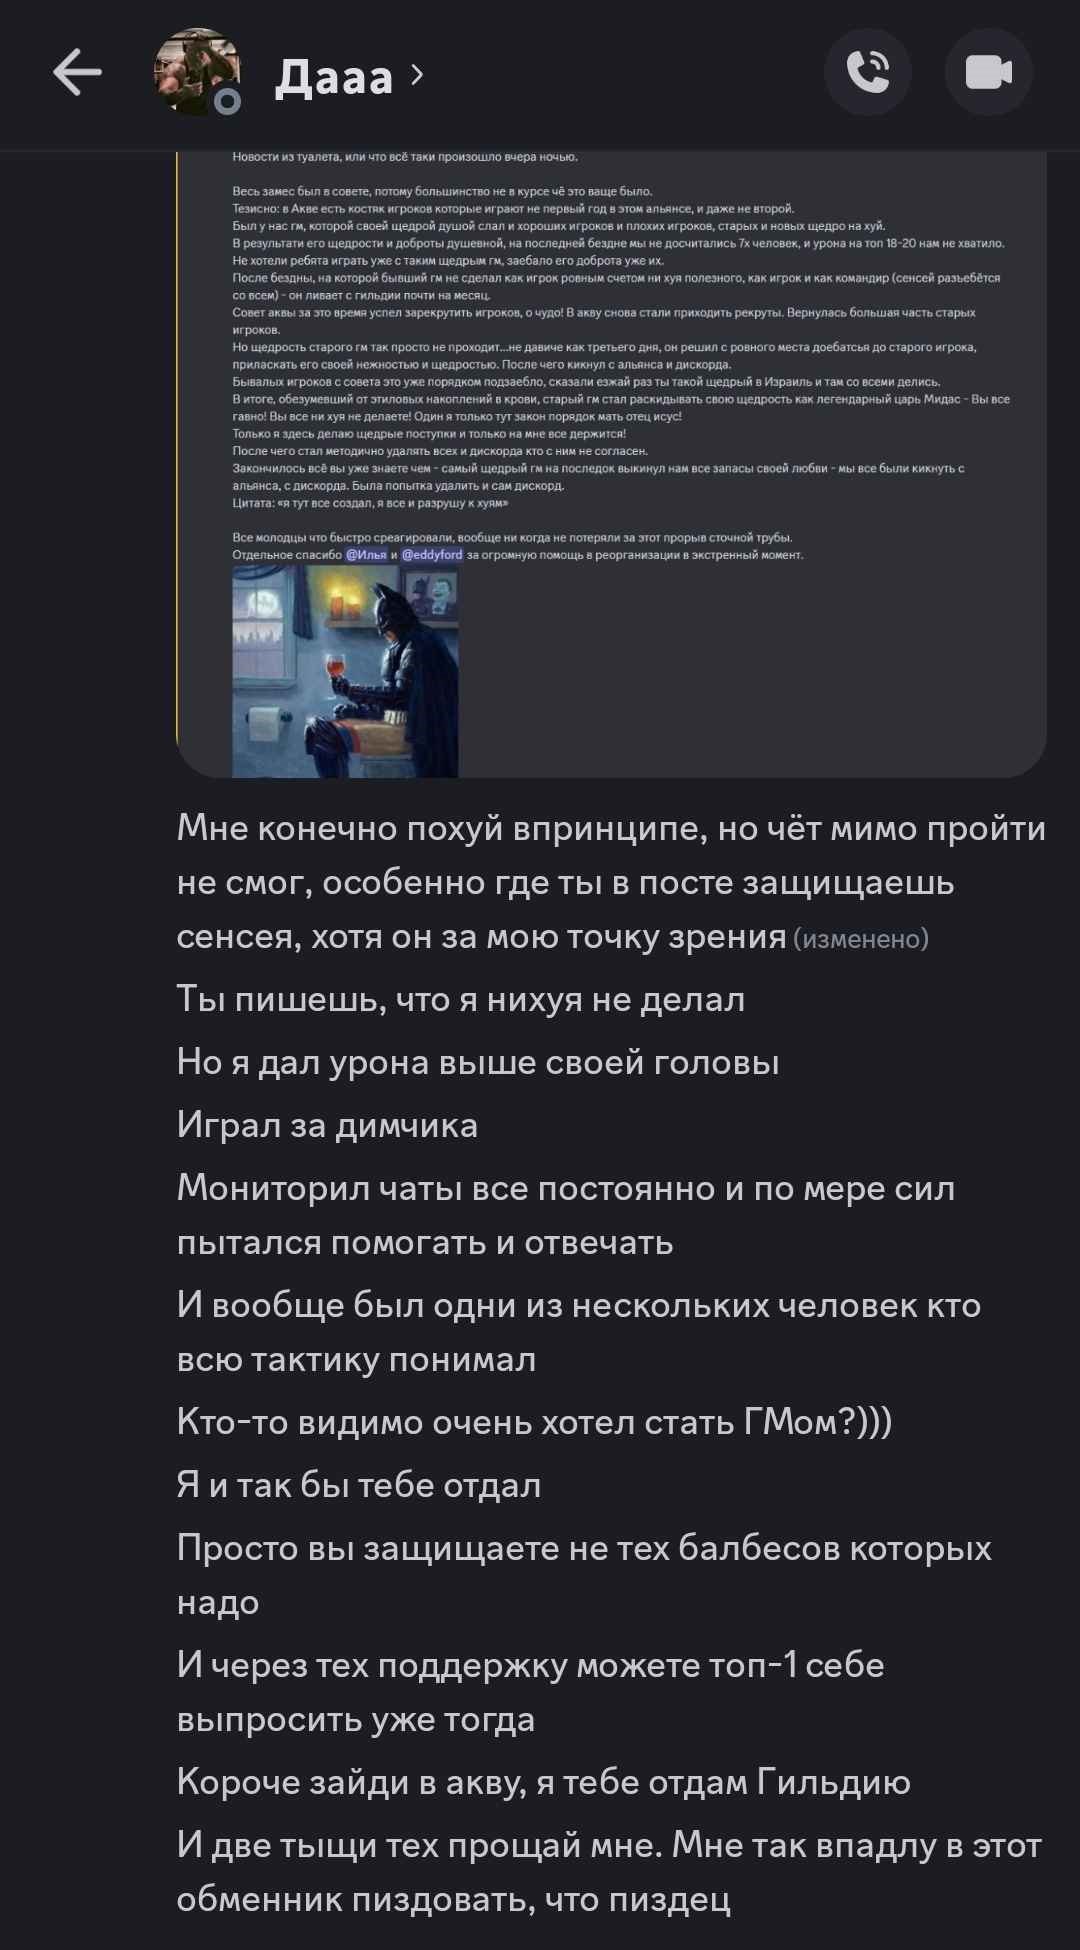 Дааа
Новости из туалета, или что всё таки произошло вчера ночью.
Весь замес был в совете, потому большинство не в курсе чё это ваще было.
Тезисно: в Акве есть костяк игроков которые играют не первый год в этом альянсе, и даже не второй.
Был у нас гм, которой своей щедрой душой слал и хороших игроков и плохих игроков, старых и новых щедро на хуй.
В результати его щедрости и доброты душевной, на последней бездне мы не досчитались 7х человек, и урона на топ 18-20 нам не хватило.
Не хотели ребята играть уже с таким щедрым гм, заебало его доброта уже их.
После бездны, на которой бывший гм не сделал как игрок ровным счетом ни хуя полезного, как игрок и как командир (сенсей разъебётся
со всем) - он ливает с гильдии почти на месяц.
Совет аквы за это время успел зарекрутить игроков, о чудо! В акву снова стали приходить рекруты. Вернулась большая часть старых
игроков.
Но щедрость старого гм так просто не проходит...не давиче как третьего дня, он решил с ровного места доебатсья до старого игрока,
приласкать его своей нежностью и щедростью. После чего кикнул с альянса и дискорда.
Бывалых игроков с совета это уже порядком подзаебло, сказали езжай раз ты такой щедрый в Израиль и там со всеми делись.
В итоге, обезумевший от этиловых накоплений в крови, старый гм стал раскидывать свою щедрость как легендарный царь Мидас - Вы все
гавно! Вы все ни хуя не делаете! Один я только тут закон порядок мать отец исус!
Только я здесь делаю щедрые поступки и только на мне все держится!
После чего стал методично удалять всех и дискорда кто с ним не согласен.
Закончилось всё вы уже знаете чем - самый щедрый гм на последок выкинул нам все запасы своей любви - мы все были кикнуть с
альянса, с дискорда. Была попытка удалить и сам дискорд.
Цитата: «я тут все создал, я все и разрушу к хуям»
Все молодцы что быстро среагировали, вообще ни когда не потеряли за этот прорыв сточной трубы.
Отдельное спасибо @Илья и @eddyford за огромную помощь в реорганизации в экстренный момент.
Мне конечно похуй впринципе, но чёт мимо пройти
не смог, особенно где ты в посте защищаешь
сенсея, хотя он за мою точку зрения (изменено)
Ты пишешь, что я нихуя не делал
Но я дал урона выше своей головы
Играл за димчика
Мониторил чаты все постоянно и по мере сил
пытался помогать и отвечать
И вообще был одни из нескольких человек кто
всю тактику понимал
Кто-то видимо очень хотел стать ГМом?)))
Я и так бы тебе отдал
Просто вы защищаете не тех балбесов которых
надо
И через тех поддержку можете топ-1 себе
выпросить уже тогда
Короче зайди в акву, я тебе отдам Гильдию
И две тыщи тех прощай мне. Мне так впадлу в этот
обменник пиздовать, что пиздец